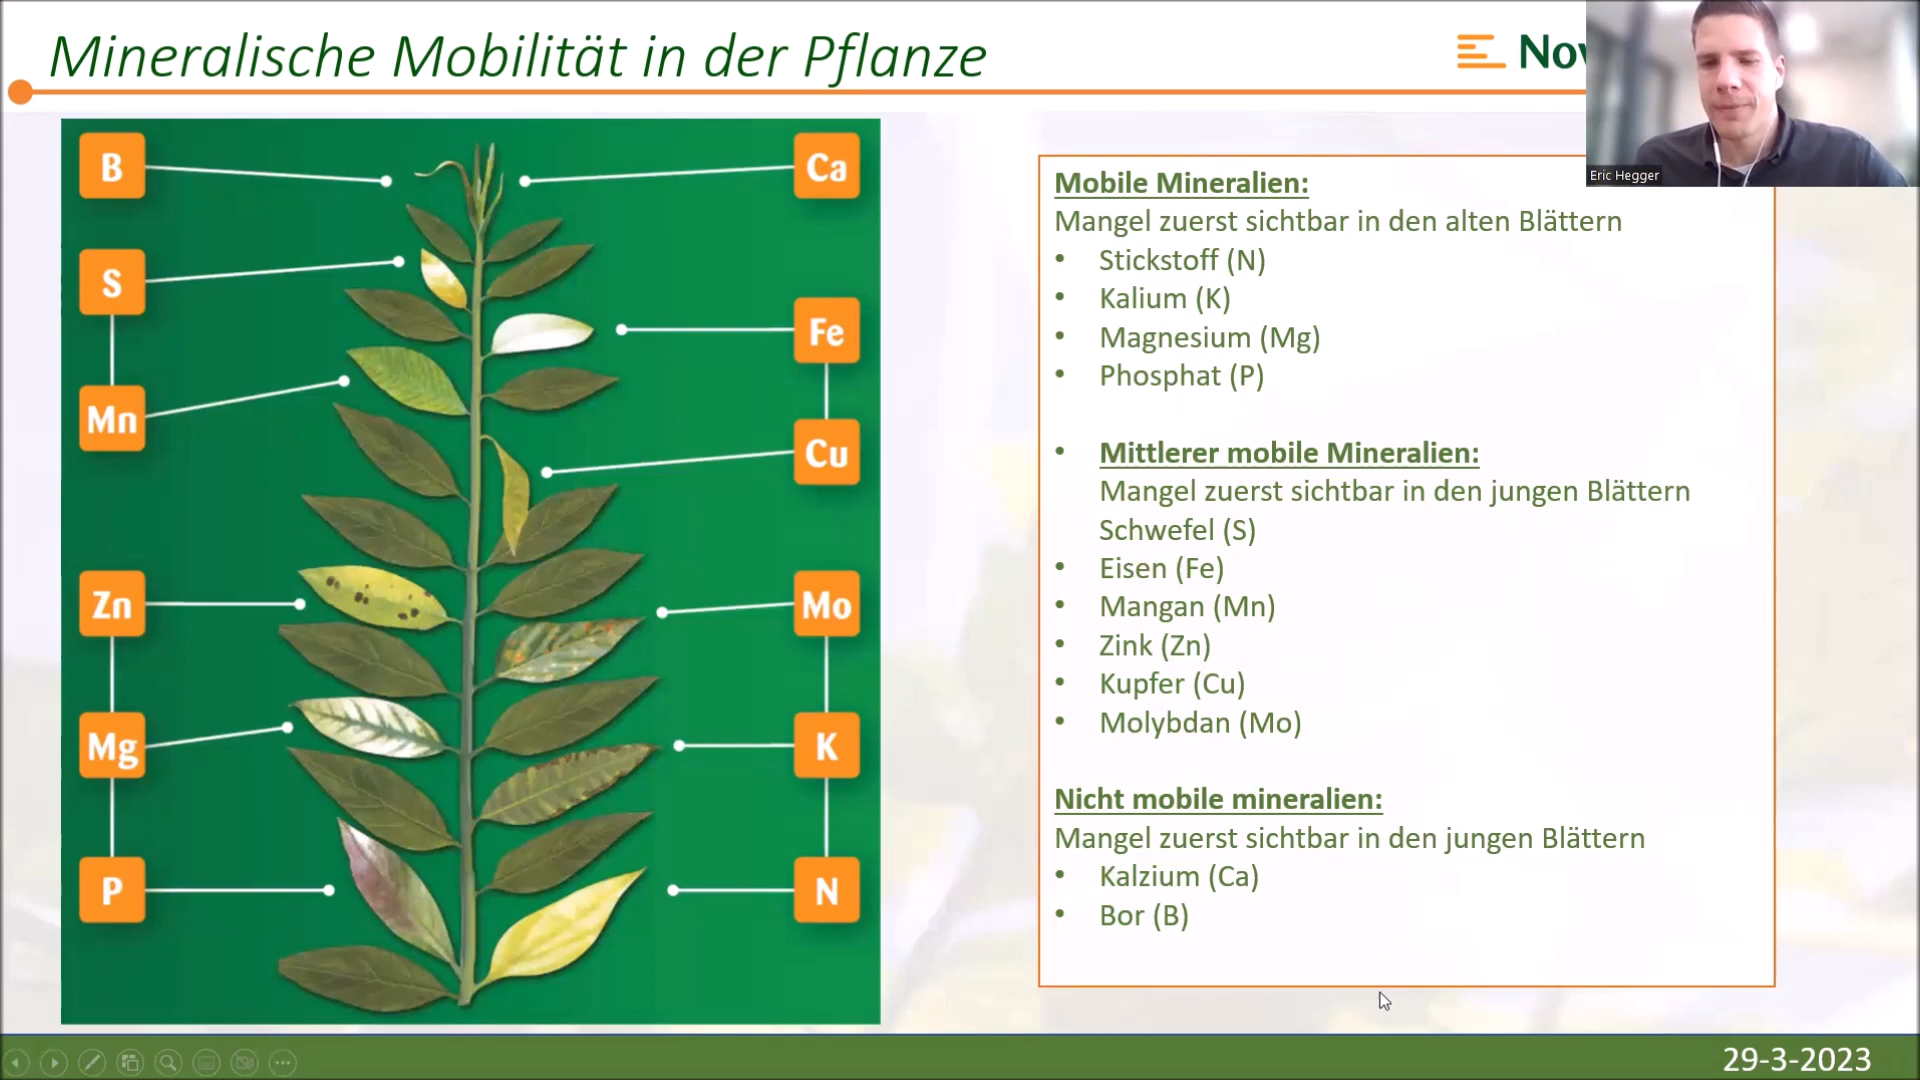 Mineralische Mobilität in der Pflanze
Eric Hegger
B
Ca
S
Fe
Mn
Cu
Zn
Mo
Mg
K
P
N
Mobile Mineralien:
Mangel zuerst sichtbar in den alten Blättern
• Stickstoff (N)
• Kalium (K)
• Magnesium (Mg)
• Phosphat (P)
• Mittlerer mobile Mineralien:
Mangel zuerst sichtbar in den jungen Blättern
Schwefel (S)
• Eisen (Fe)
• Mangan (Mn)
• Zink (Zn)
• Kupfer (Cu)
• Molybdan (Mo)
Nicht mobile mineralien:
Mangel zuerst sichtbar in den jungen Blättern
• Kalzium (Ca)
• Bor (B)
29-3-2023